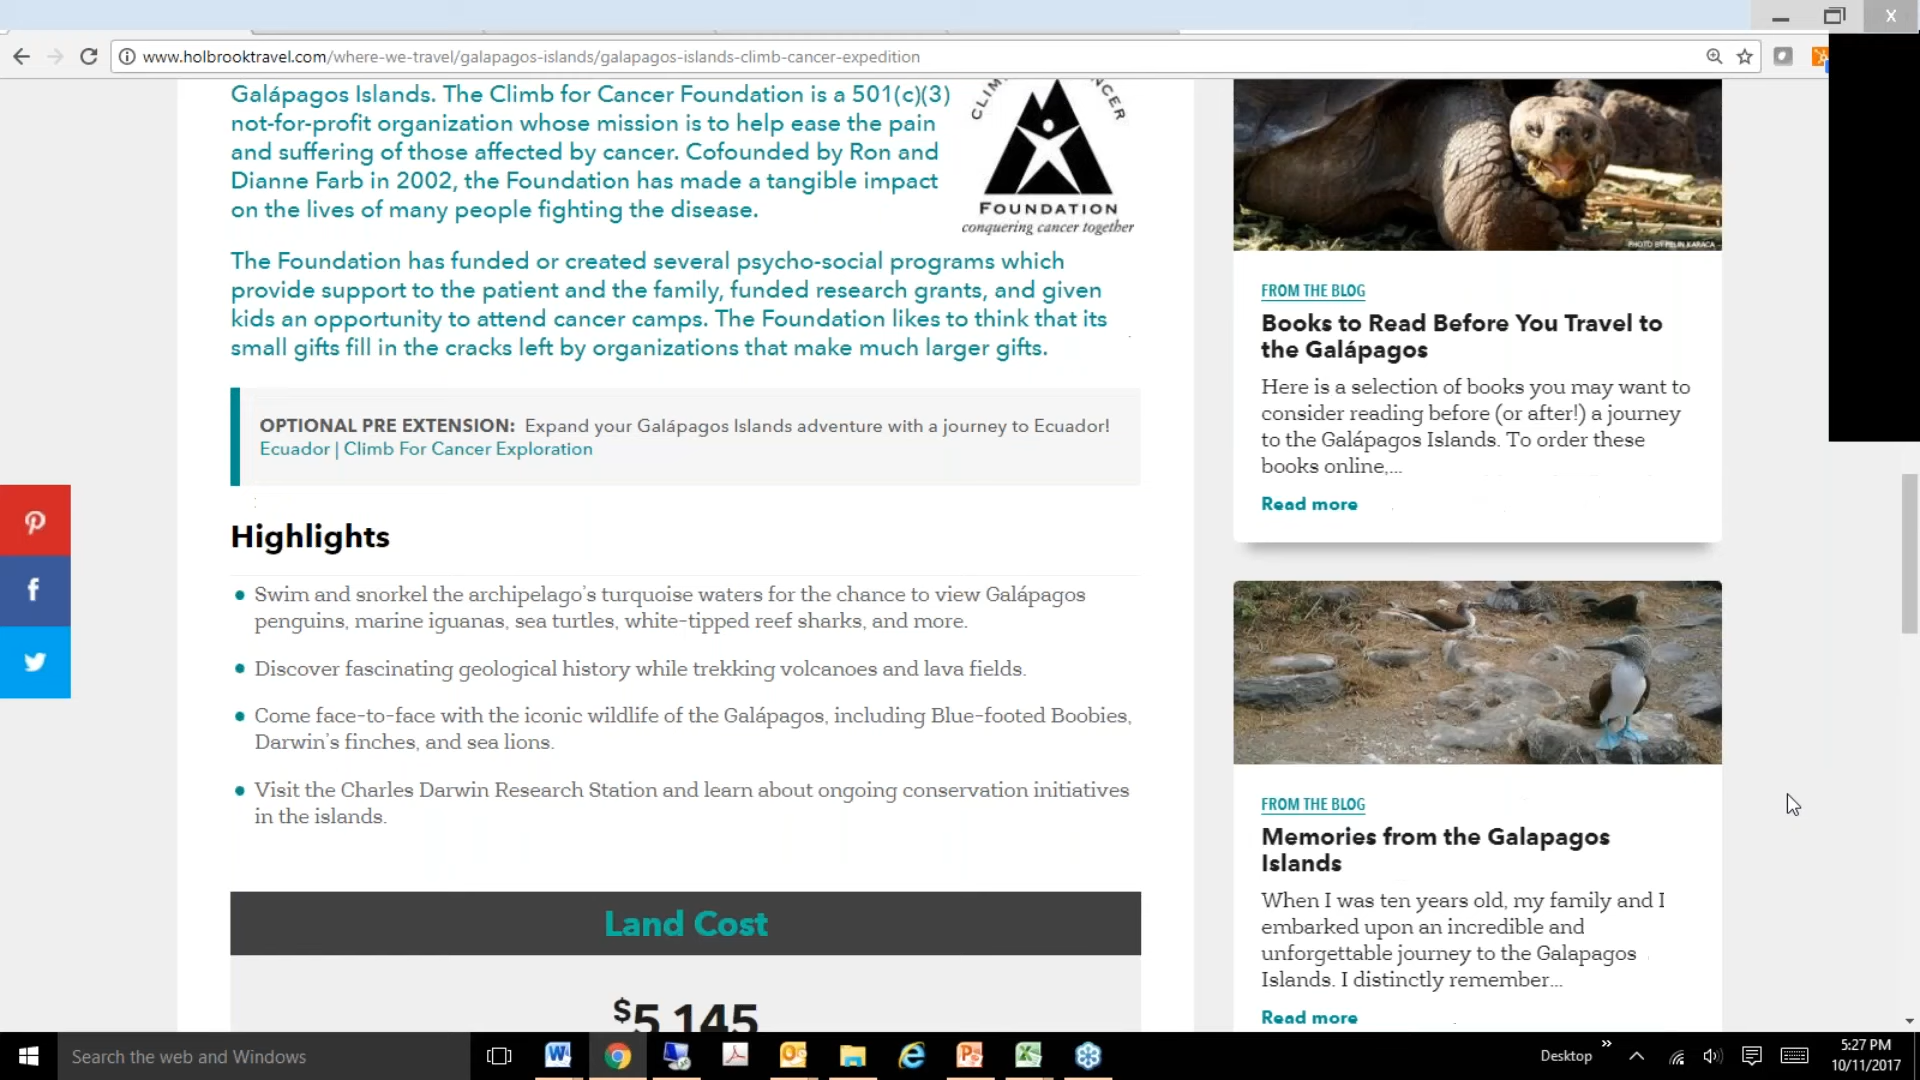 www.holbrooktravel.com/where-we-travel/galapagos-islands/galapagos-islands-climb-cancer-expedition
Galápagos Islands. The Climb for Cancer Foundation is a 501(c)(3)
not-for-profit organization whose mission is to help ease the pain
and suffering of those affected by cancer. Cofounded by Ron and
Dianne Farb in 2002, the Foundation has made a tangible impact
on the lives of many people fighting the disease.
FOUNDATION
conquering cancer together
The Foundation has funded or created several psycho-social programs which
provide support to the patient and the family, funded research grants, and given
kids an opportunity to attend cancer camps. The Foundation likes to think that its
small gifts fill in the cracks left by organizations that make much larger gifts.
OPTIONAL PRE EXTENSION: Expand your Galápagos Islands adventure with a journey to Ecuador!
Ecuador | Climb For Cancer Exploration
Highlights
Swim and snorkel the archipelago's turquoise waters for the chance to view Galápagos
penguins, marine iguanas, sea turtles, white-tipped reef sharks, and more.
Discover fascinating geological history while trekking volcanoes and lava fields.
Come face-to-face with the iconic wildlife of the Galápagos, including Blue-footed Boobies,
Darwin's finches, and sea lions.
Visit the Charles Darwin Research Station and learn about ongoing conservation initiatives
in the islands.
Land Cost
$5,145
PHOTO BY PELIN KARACA
FROM THE BLOG
Books to Read Before You Travel to
the Galápagos
Here is a selection of books you may want to
consider reading before (or after!) a journey
to the Galápagos Islands. To order these
books online,...
Read more
FROM THE BLOG
Memories from the Galapagos
Islands
When I was ten years old, my family and I
embarked upon an incredible and
unforgettable journey to the Galapagos
Islands. I distinctly remember...
Read more
Search the web and Windows
Desktop
5:27 PM
10/11/2017